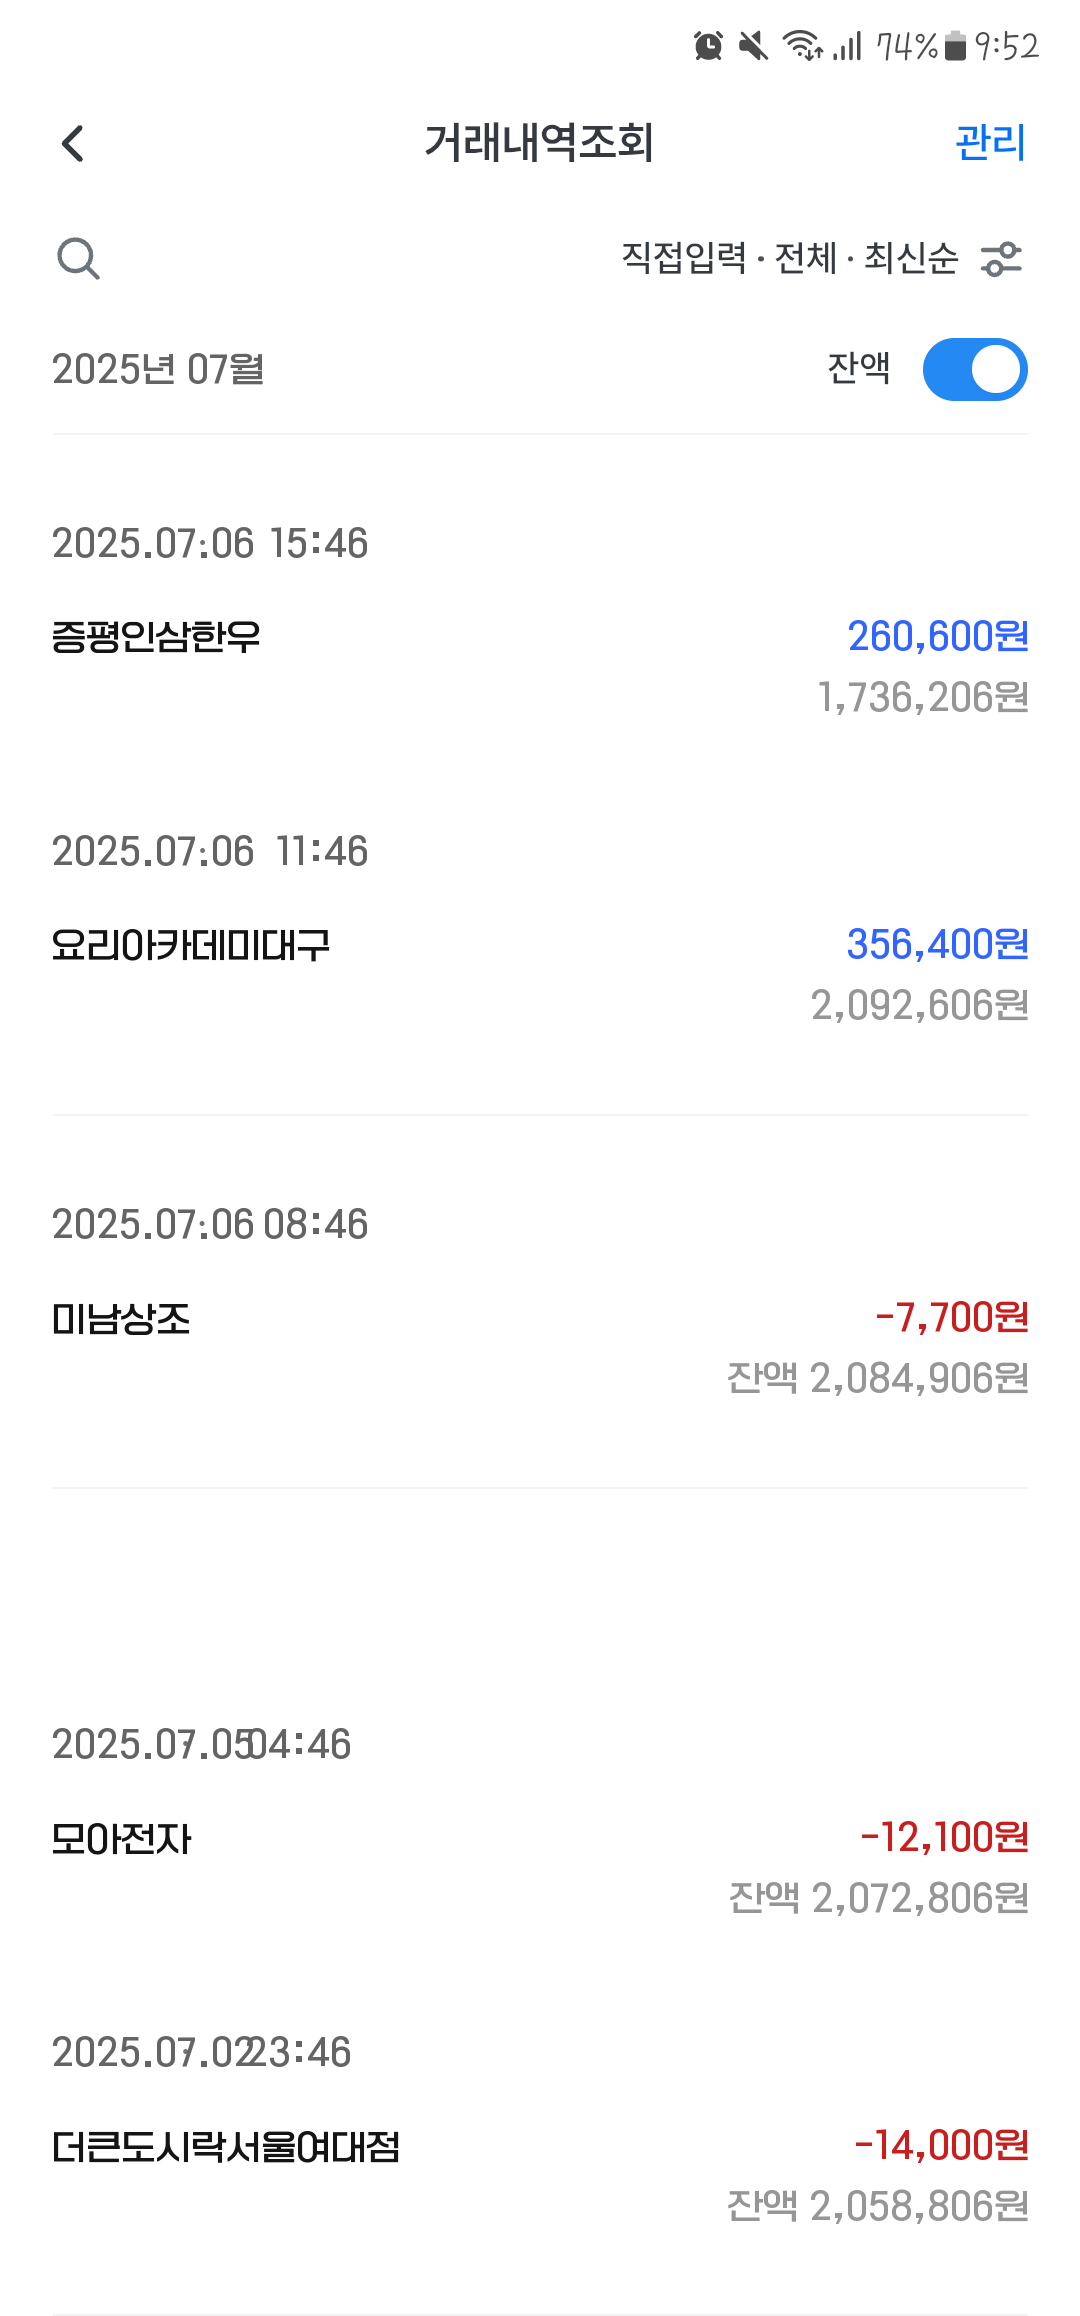 74% 9:52
거래내역조회 관리
직접입력 · 전체 · 최신순
2025년 07월 잔액
2025.07.06 15:46
증평인삼한우 260,600원
1,736,206원
2025.07.06 11:46
요리아카데미대구 356,400원
2,092,606원
2025.07.06 08:46
미남상조 -7,700원
잔액 2,084,906원
2025.07.05 04:46
모아전자 -12,100원
잔액 2,072,806원
2025.07.02 23:46
더큰도시락서울여대점 -14,000원
잔액 2,058,806원